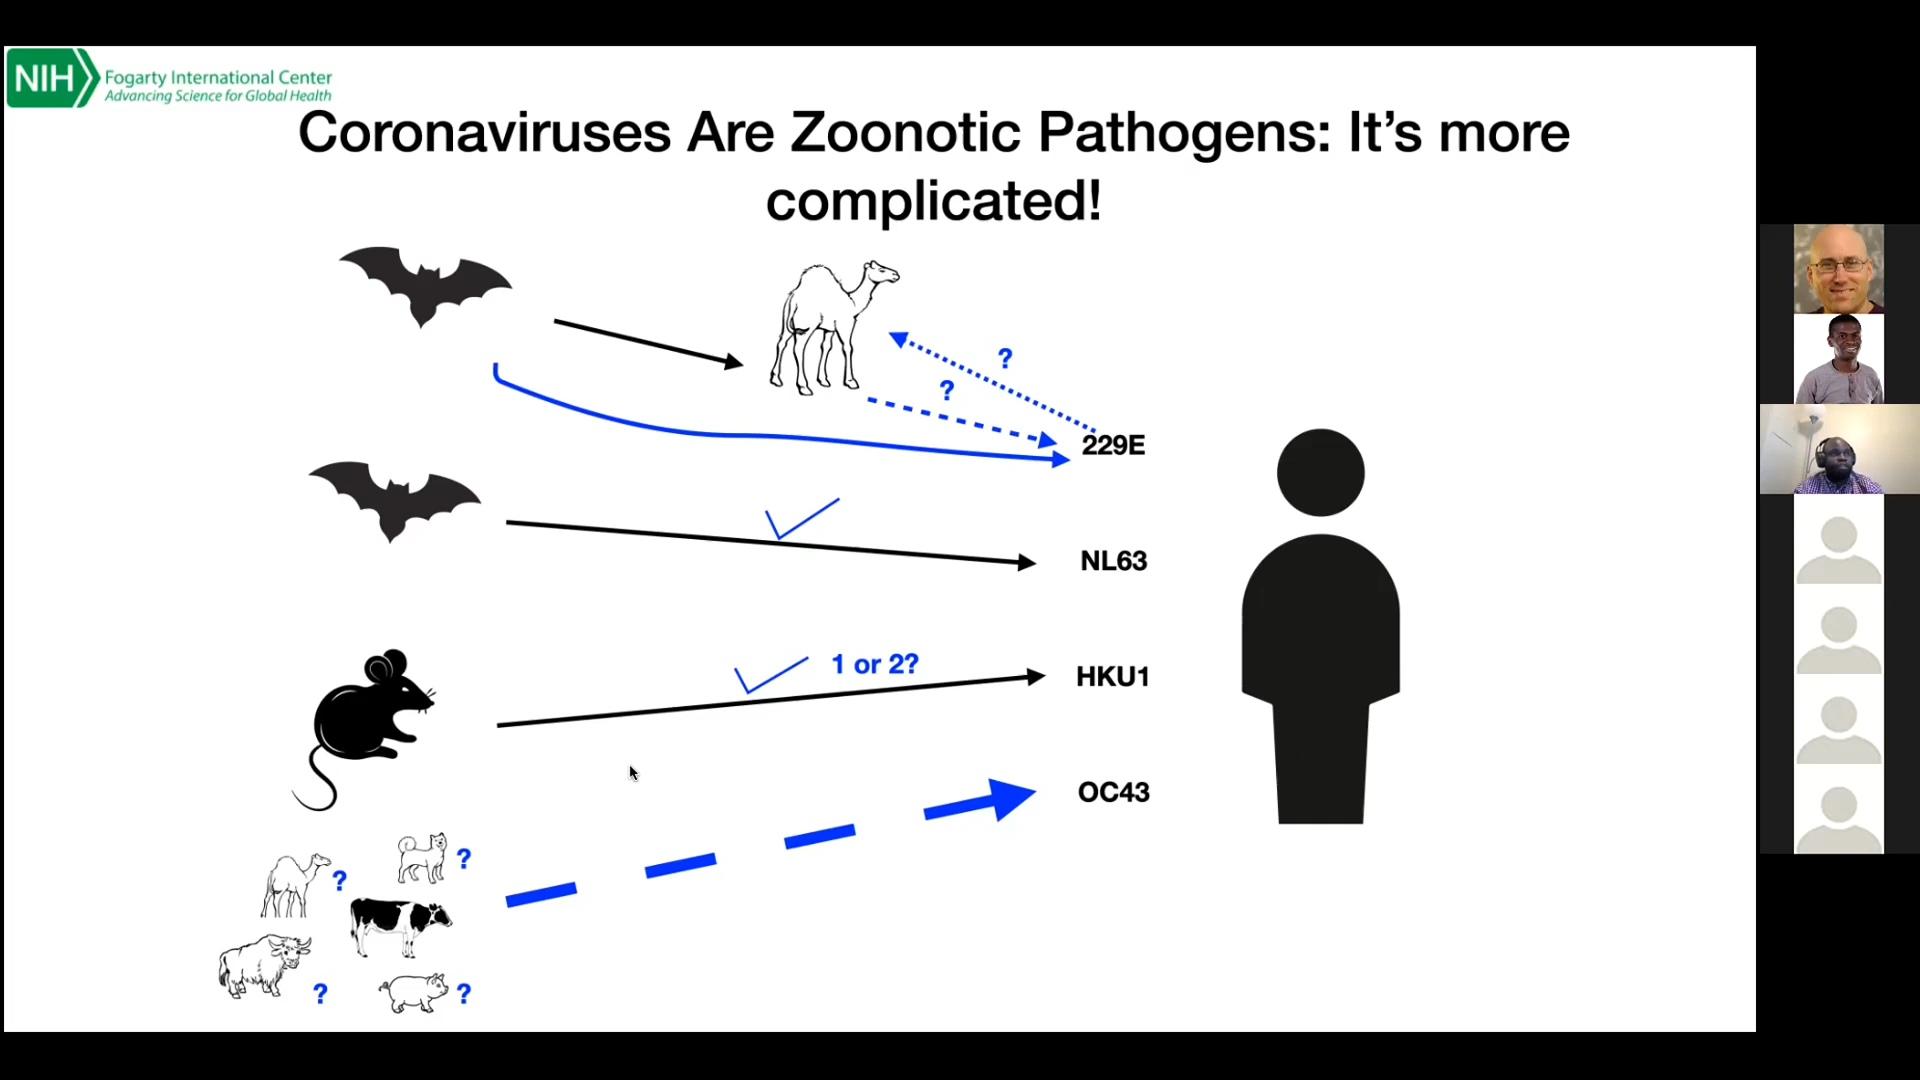 NIH
Fogarty International Center
Advancing Science for Global Health
Coronaviruses Are Zoonotic Pathogens: It's more
complicated!
?
?
229E
NL63
1 or 2?
HKU1
OC43
?
?
?
?